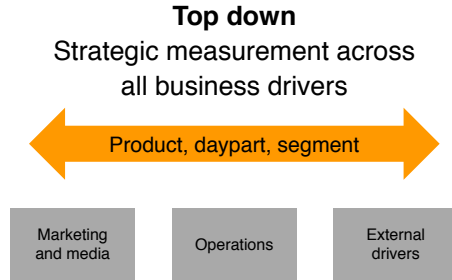 Top down
Strategic measurement across
all business drivers
Product, daypart, segment
Marketing
and media
Operations
External
drivers